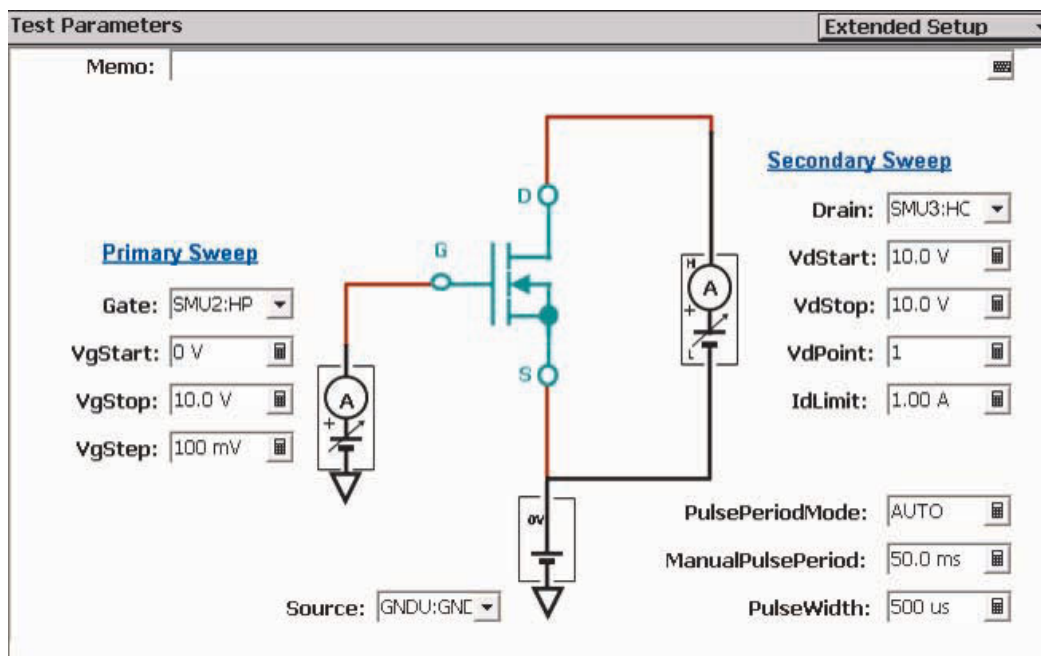 Test Parameters
Extended Setup
Memo:
Primary Sweep
Gate: SMU2:HP
VgStart: 0 V
VgStop: 10.0 V
VgStep: 100 mV
D
G
S
A
+
H
A
+
L
0V
Source: GNDU:GND
Secondary Sweep
Drain: SMU3:HC
VdStart: 10.0 V
VdStop: 10.0 V
VdPoint: 1
IdLimit: 1.00 A
PulsePeriodMode: AUTO
ManualPulsePeriod: 50.0 ms
PulseWidth: 500 us